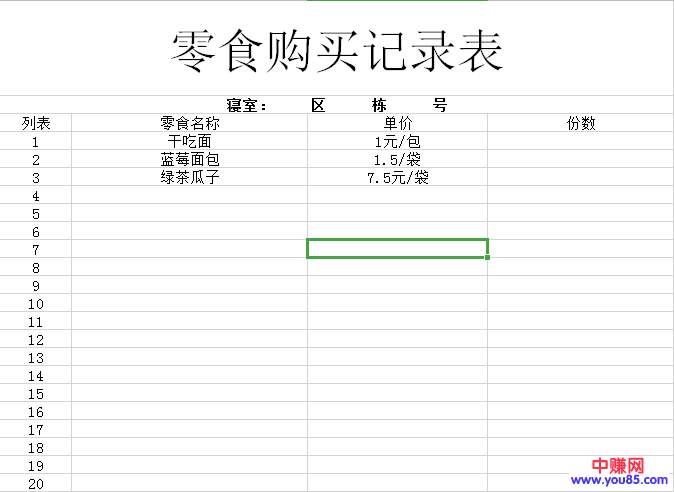 零食购买记录表
寝室： 区 栋 号
列表 零食名称 单价 份数
1 干吃面 1元/包
2 蓝莓面包 1.5/袋
3 绿茶瓜子 7.5元/袋
4
5
6
7
8
9
10
11
12
13
14
15
16
17
18
19
20
中赚网
www.you85.com